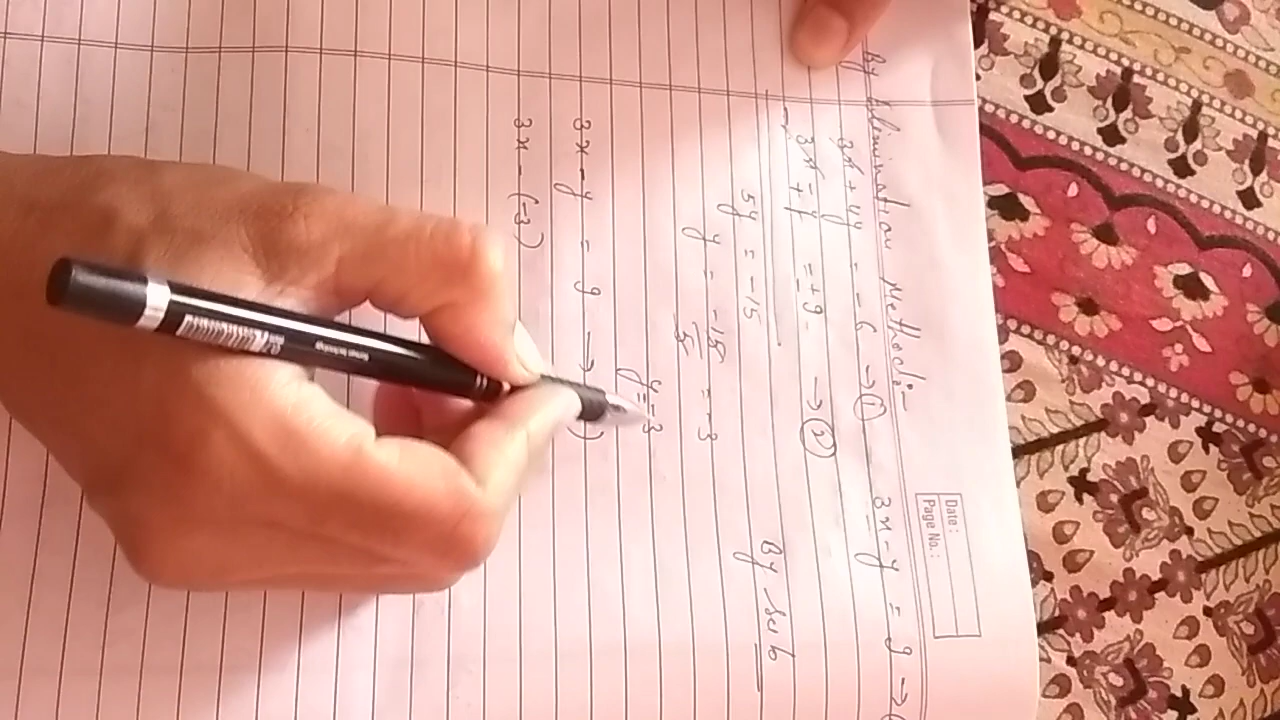 Date :
Page No. :
By Elimination Method:-
3x + 4y = -6 → ①
3x - y = 9 →
3x - y = +9 → ②
- +
5y = -15
By sub
y = -15/5 = -3
y = -3
3x - y = 9 →
3x - (-3)